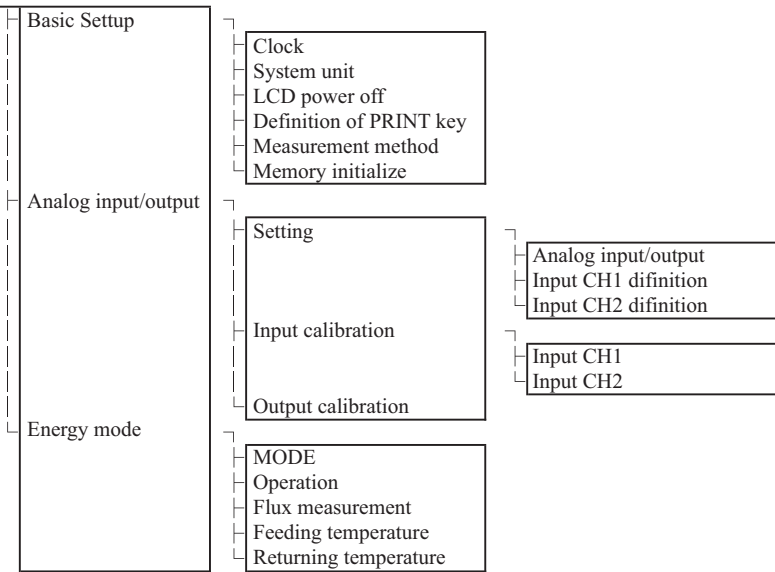 Basic Settup
Clock
System unit
LCD power off
Definition of PRINT key
Measurement method
Memory initialize
Analog input/output
Setting
Analog input/output
Input CH1 difinition
Input CH2 difinition
Input calibration
Input CH1
Input CH2
Output calibration
Energy mode
MODE
Operation
Flux measurement
Feeding temperature
Returning temperature